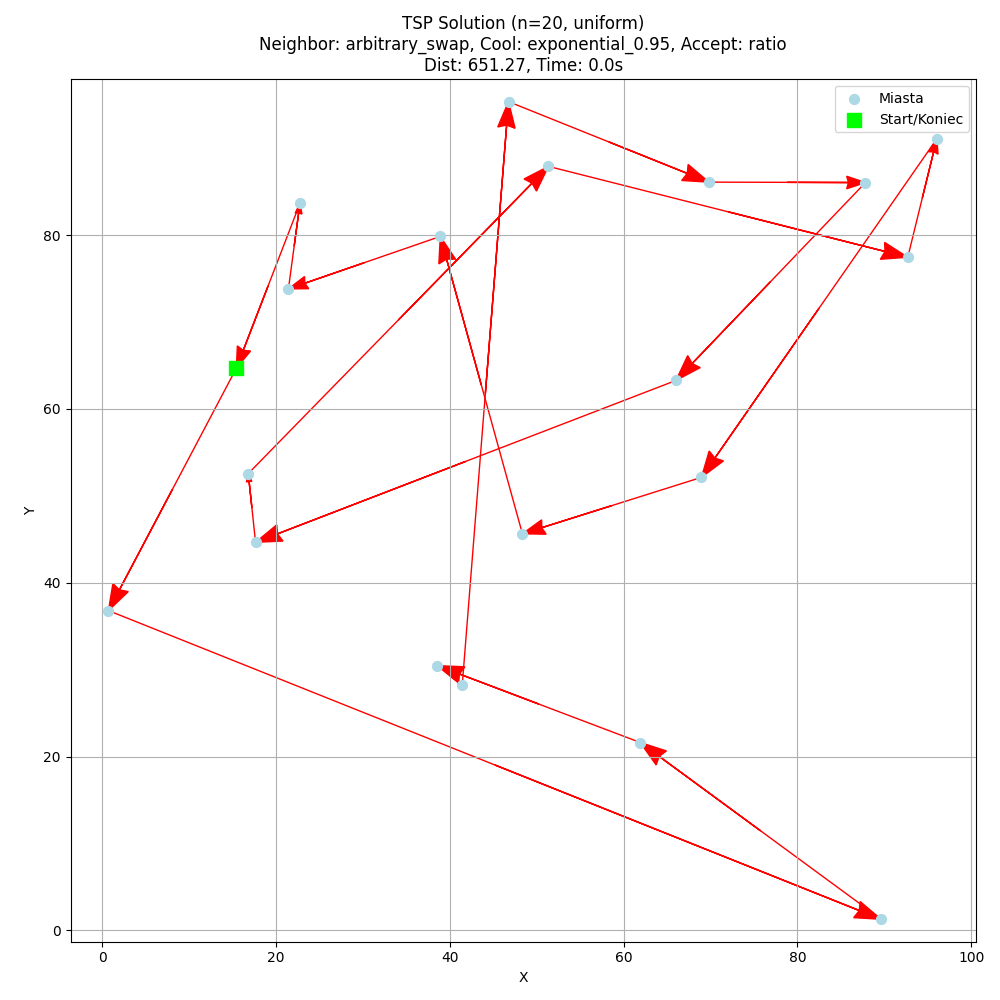 TSP Solution (n=20, uniform)
Neighbor: arbitrary_swap, Cool: exponential_0.95, Accept: ratio
Dist: 651.27, Time: 0.0s
Miasta
Start/Koniec
80
60
40
20
0
Y
0 20 40 60 80 100
X